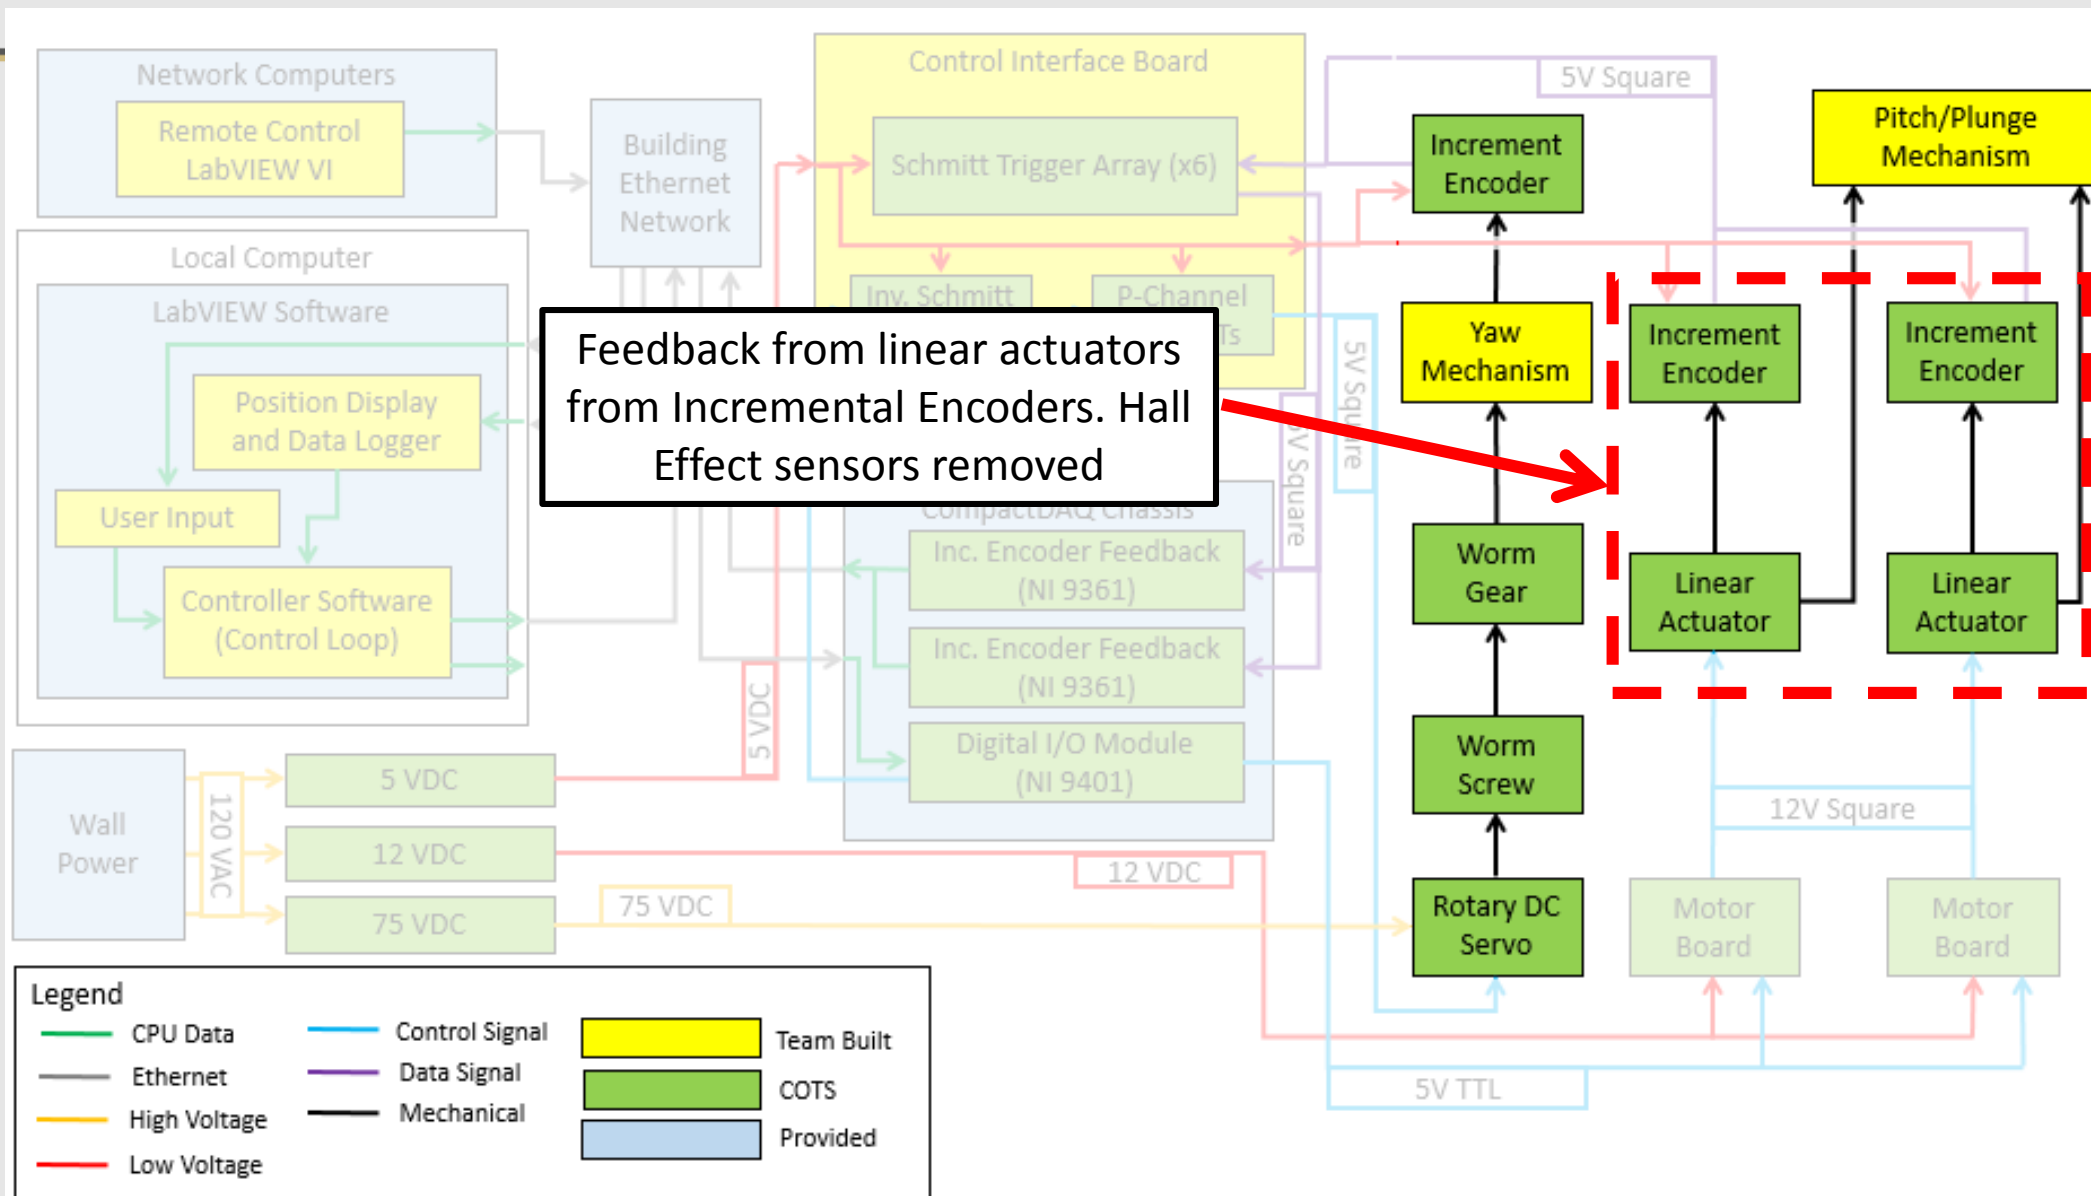 Network Computers
Remote Control
LabVIEW VI
Building
Ethernet
Network
Control Interface Board
Schmitt Trigger Array (x6)
Inv. Schmitt
P-Channel
Ts
5V Square
Increment
Encoder
Pitch/Plunge
Mechanism
Local Computer
LabVIEW Software
Position Display
and Data Logger
User Input
Controller Software
(Control Loop)
Feedback from linear actuators
from Incremental Encoders. Hall
Effect sensors removed
5V Square
5V Square
Yaw
Mechanism
Increment
Encoder
Increment
Encoder
CompactDAQ Chassis
Inc. Encoder Feedback
(NI 9361)
Inc. Encoder Feedback
(NI 9361)
Digital I/O Module
(NI 9401)
Worm
Gear
Linear
Actuator
Linear
Actuator
Worm
Screw
12V Square
Wall
Power
120 VAC
5 VDC
12 VDC
75 VDC
5 VDC
12 VDC
75 VDC
Rotary DC
Servo
Motor
Board
Motor
Board
5V TTL
Legend
CPU Data
Ethernet
High Voltage
Low Voltage
Control Signal
Data Signal
Mechanical
Team Built
COTS
Provided